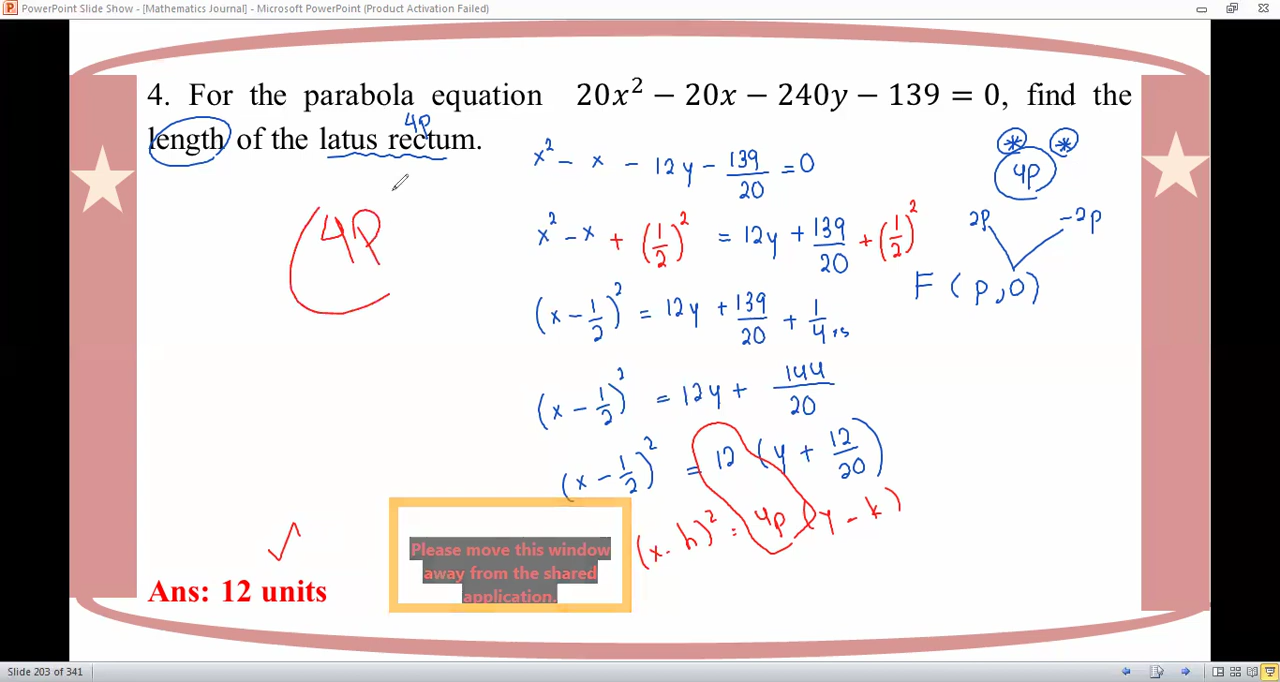 PowerPoint Slide Show - [Mathematics Journal] - Microsoft PowerPoint (Product Activation Failed)
4. For the parabola equation 20x² − 20x − 240y − 139 = 0, find the
length of the latus rectum.
4P
4P
x² − x − 12y − 139/20 = 0
x² − x + (1/2)² = 12y + 139/20 + (1/2)²
(x − 1/2)² = 12y + 139/20 + 1/4
(x − 1/2)² = 12y + 144/20
(x − 1/2)² = 12 (y + 12/20)
(x - h)² = 4p (y − k)
* *
4P
2P −2P
F (P, 0)
Please move this window
away from the shared
application.
Ans: 12 units
Slide 203 of 341